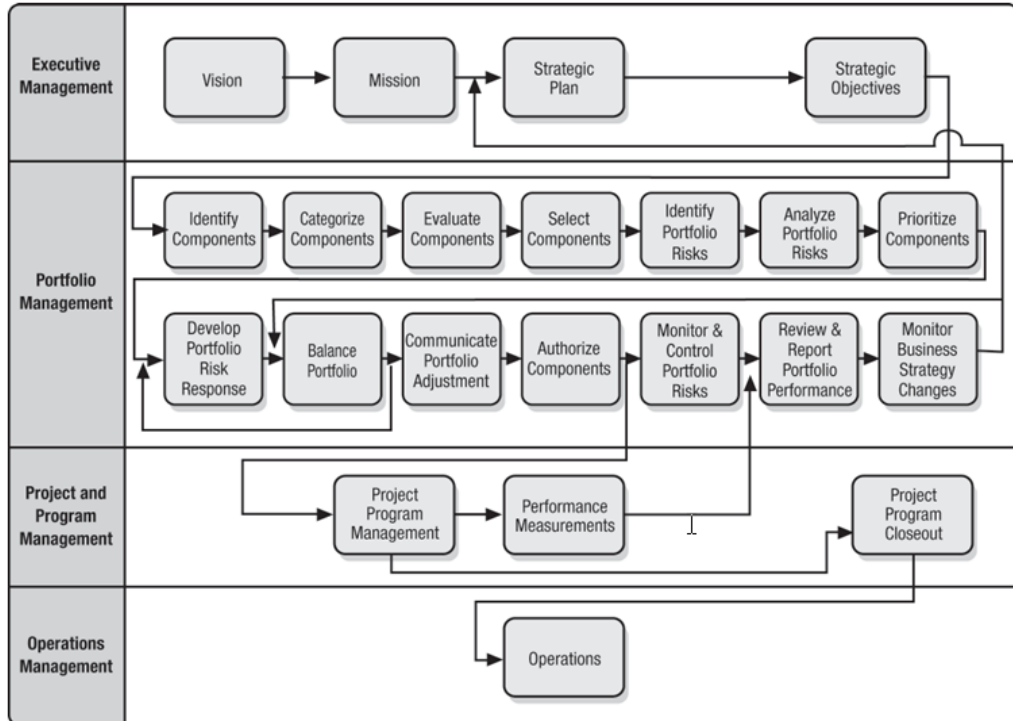 Executive
Management
Vision
Mission
Strategic
Plan
Strategic
Objectives
Portfolio
Management
Identify
Components
Categorize
Components
Evaluate
Components
Select
Components
Identify
Portfolio
Risks
Analyze
Portfolio
Risks
Prioritize
Components
Develop
Portfolio
Risk
Response
Balance
Portfolio
Communicate
Portfolio
Adjustment
Authorize
Components
Monitor &
Control
Portfolio
Risks
Review &
Report
Portfolio
Performance
Monitor
Business
Strategy
Changes
Project and
Program
Management
Project
Program
Management
Performance
Measurements
Project
Program
Closeout
Operations
Management
Operations